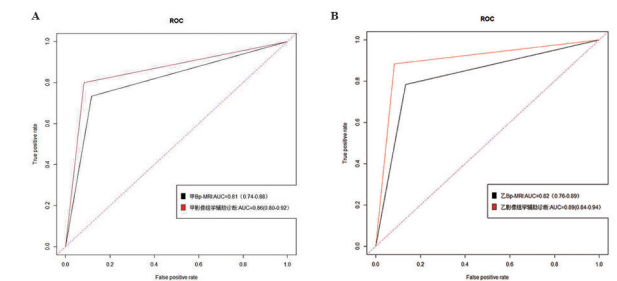 A
ROC
True positive rate
1.0
0.8
0.6
0.4
0.2
0.0
甲Bp-MRI:AUC=0.81（0.74-0.88）
甲影像组学辅助诊断:AUC=0.86(0.80-0.92)
0.0 0.2 0.4 0.6 0.8 1.0
False positive rate
B
ROC
True positive rate
1.0
0.8
0.6
0.4
0.2
0.0
乙Bp-MRI:AUC=0.82（0.76-0.89）
乙影像组学辅助诊断:AUC=0.89(0.84-0.94)
0.0 0.2 0.4 0.6 0.8 1.0
False positive rate